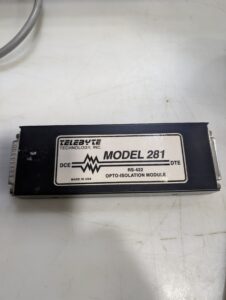 TELEBYTE
TECHNOLOGY, INC
MODEL 281
DCE
DTE
RS-422
OPTO-ISOLATION MODULE
MADE IN USA